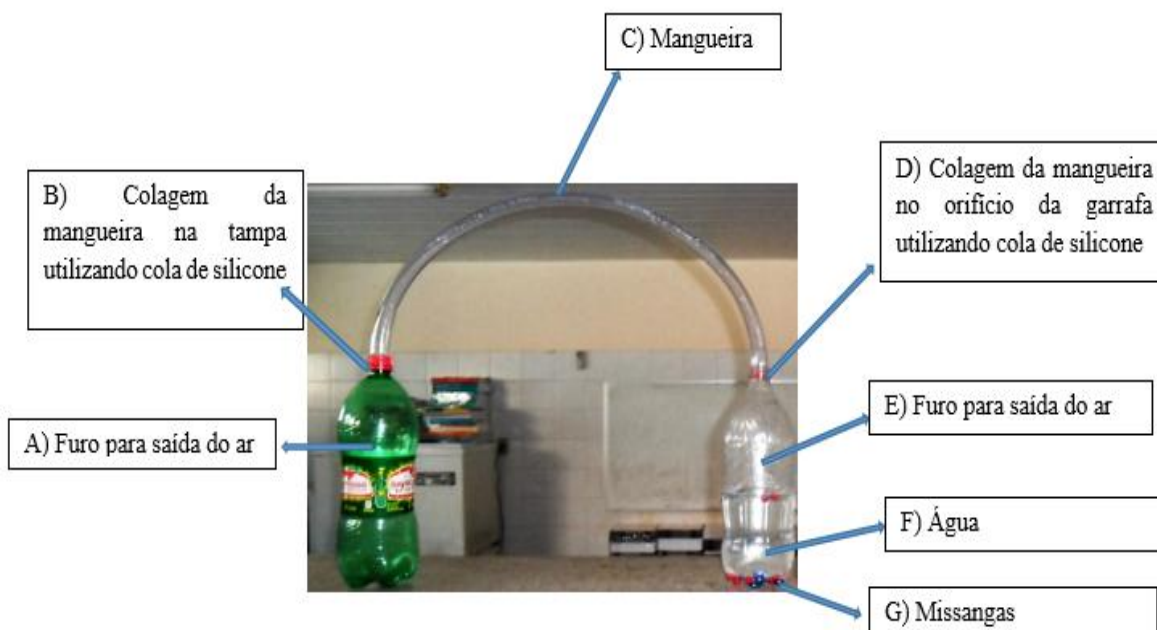 C) Mangueira
B) Colagem da
mangueira na tampa
utilizando cola de silicone
D) Colagem da mangueira
no orifício da garrafa
utilizando cola de silicone
A) Furo para saída do ar
E) Furo para saída do ar
F) Água
G) Missangas